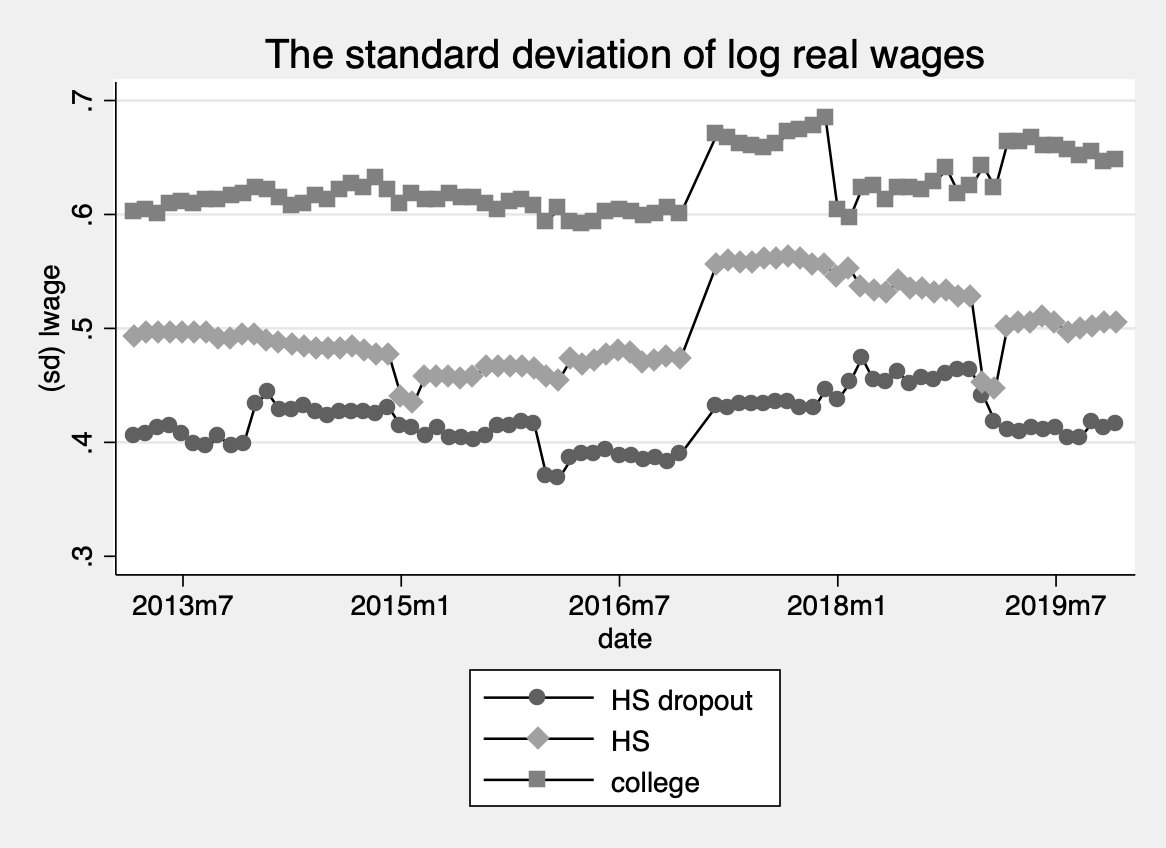 The standard deviation of log real wages
(sd) lwage
.7
.6
.5
.4
.3
2013m7 2015m1 2016m7 2018m1 2019m7
date
HS dropout
HS
college